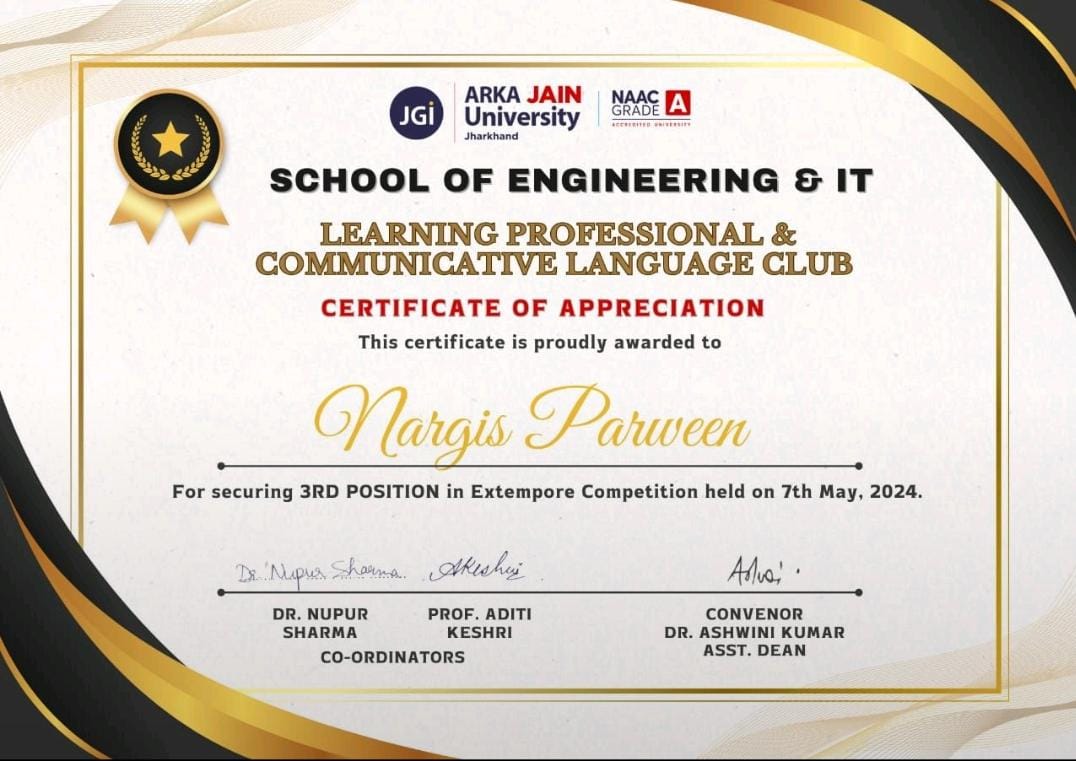 JGi
ARKA JAIN
University
Jharkhand
NAAC
GRADE A
ACCREDITED UNIVERSITY
SCHOOL OF ENGINEERING & IT
LEARNING PROFESSIONAL &
COMMUNICATIVE LANGUAGE CLUB
CERTIFICATE OF APPRECIATION
This certificate is proudly awarded to
Nargis Parween
For securing 3RD POSITION in Extempore Competition held on 7th May, 2024.
Dr. Nupur Sharma AKeshri
DR. NUPUR
SHARMA
PROF. ADITI
KESHRI
CO-ORDINATORS
CONVENOR
DR. ASHWINI KUMAR
ASST. DEAN